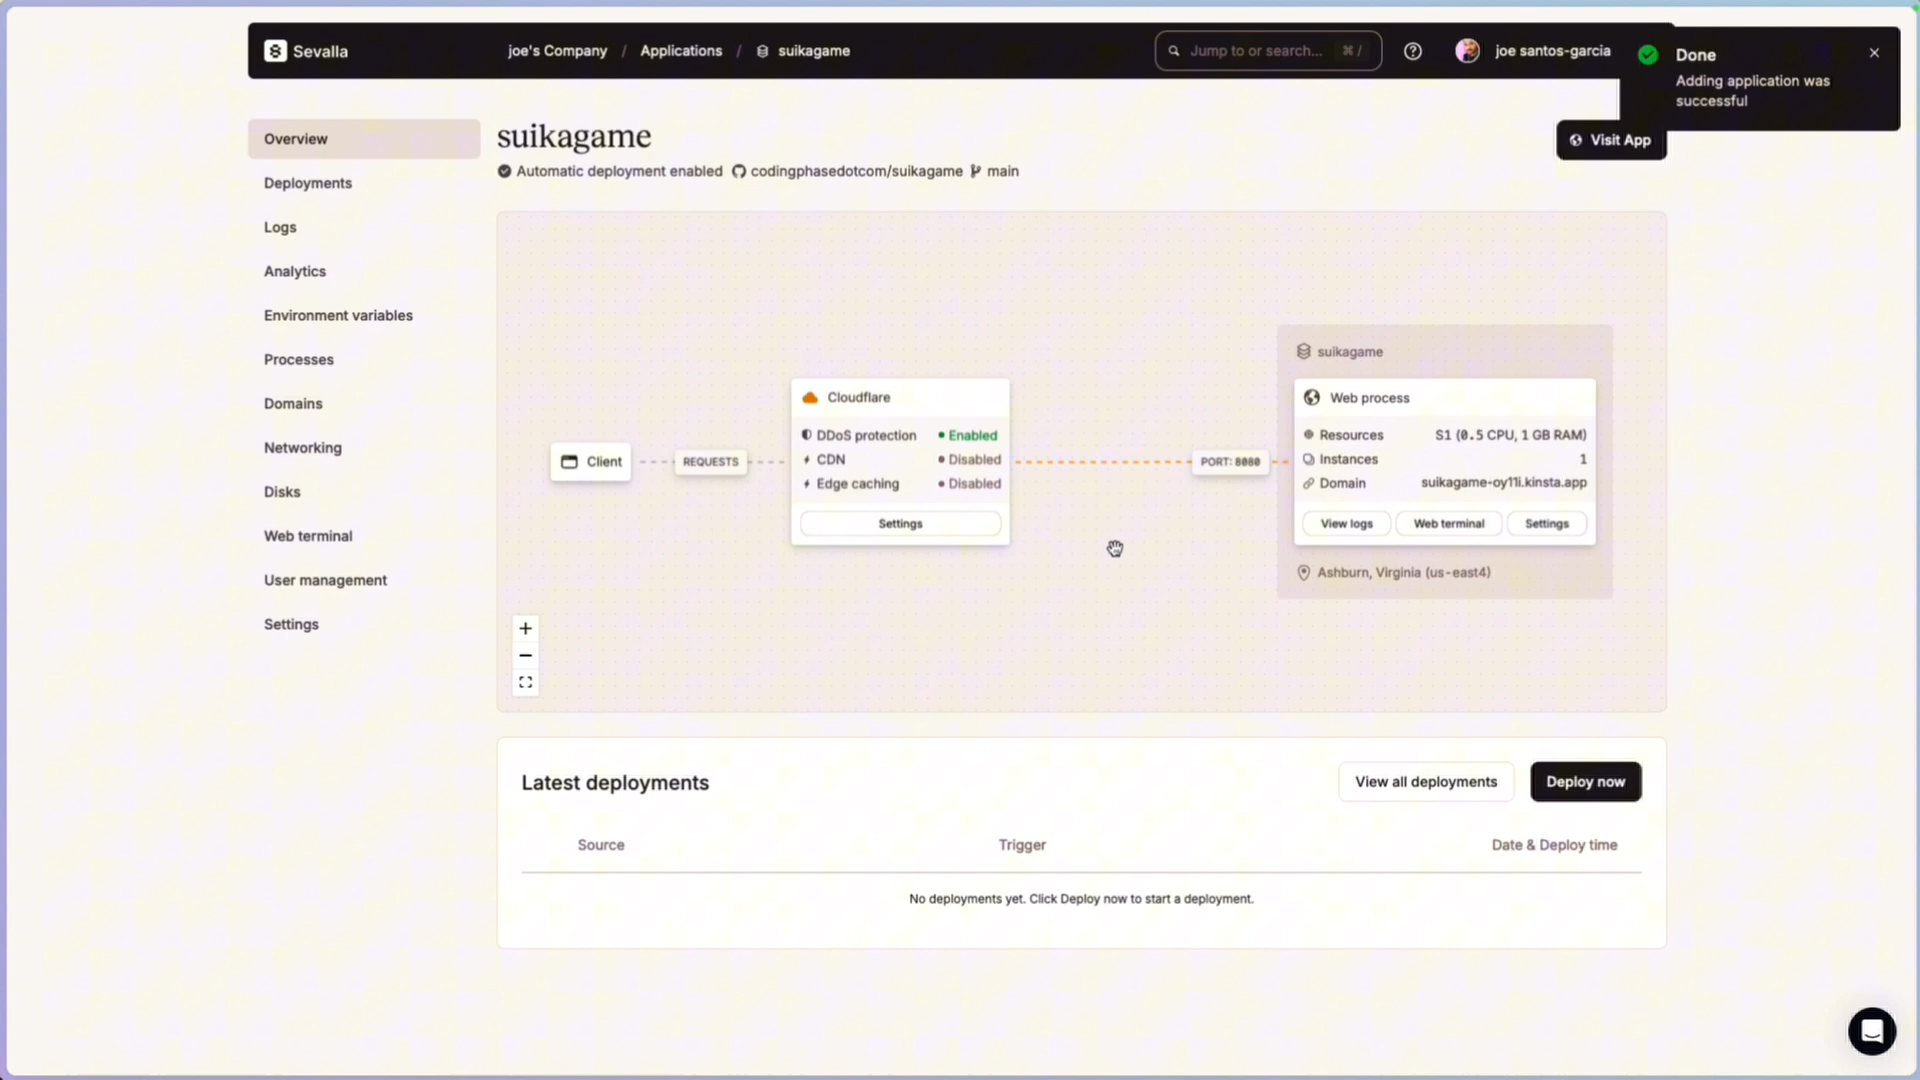 Sevalla
joe's Company / Applications / suikagame
Jump to or search... ⌘ /
joe santos-garcia
Done
Adding application was
successful
Overview
Deployments
Logs
Analytics
Environment variables
Processes
Domains
Networking
Disks
Web terminal
User management
Settings
suikagame
Visit App
Automatic deployment enabled codingphasedotcom/suikagame main
Client
REQUESTS
Cloudflare
DDoS protection Enabled
CDN Disabled
Edge caching Disabled
Settings
PORT: 8080
suikagame
Web process
Resources S1 (0.5 CPU, 1 GB RAM)
Instances 1
Domain suikagame-oy11i.kinsta.app
View logs Web terminal Settings
Ashburn, Virginia (us-east4)
Latest deployments
View all deployments
Deploy now
Source Trigger Date & Deploy time
No deployments yet. Click Deploy now to start a deployment.